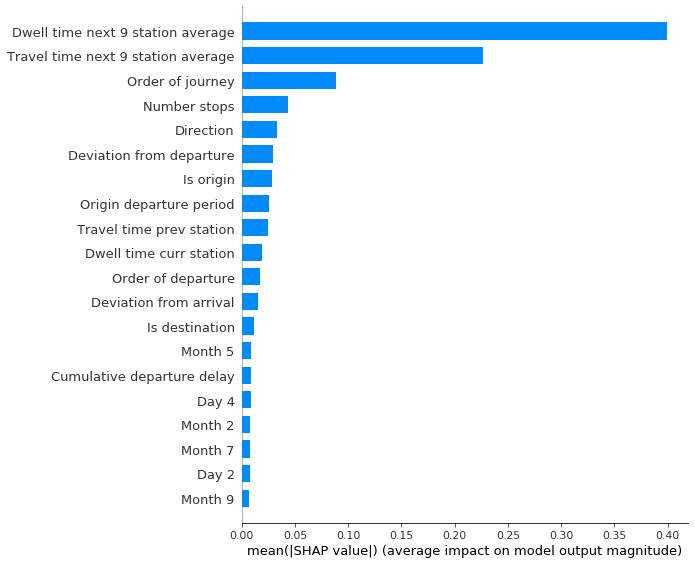 Dwell time next 9 station average
Travel time next 9 station average
Order of journey
Number stops
Direction
Deviation from departure
Is origin
Origin departure period
Travel time prev station
Dwell time curr station
Order of departure
Deviation from arrival
Is destination
Month 5
Cumulative departure delay
Day 4
Month 2
Month 7
Day 2
Month 9
0.00 0.05 0.10 0.15 0.20 0.25 0.30 0.35 0.40
mean(|SHAP value|) (average impact on model output magnitude)